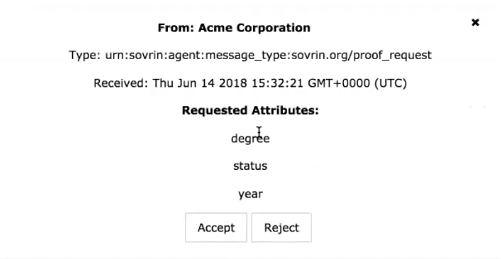 From: Acme Corporation
Type: urn:sovrin:agent:message_type:sovrin.org/proof_request
Received: Thu Jun 14 2018 15:32:21 GMT+0000 (UTC)
Requested Attributes:
degree
status
year
Accept Reject